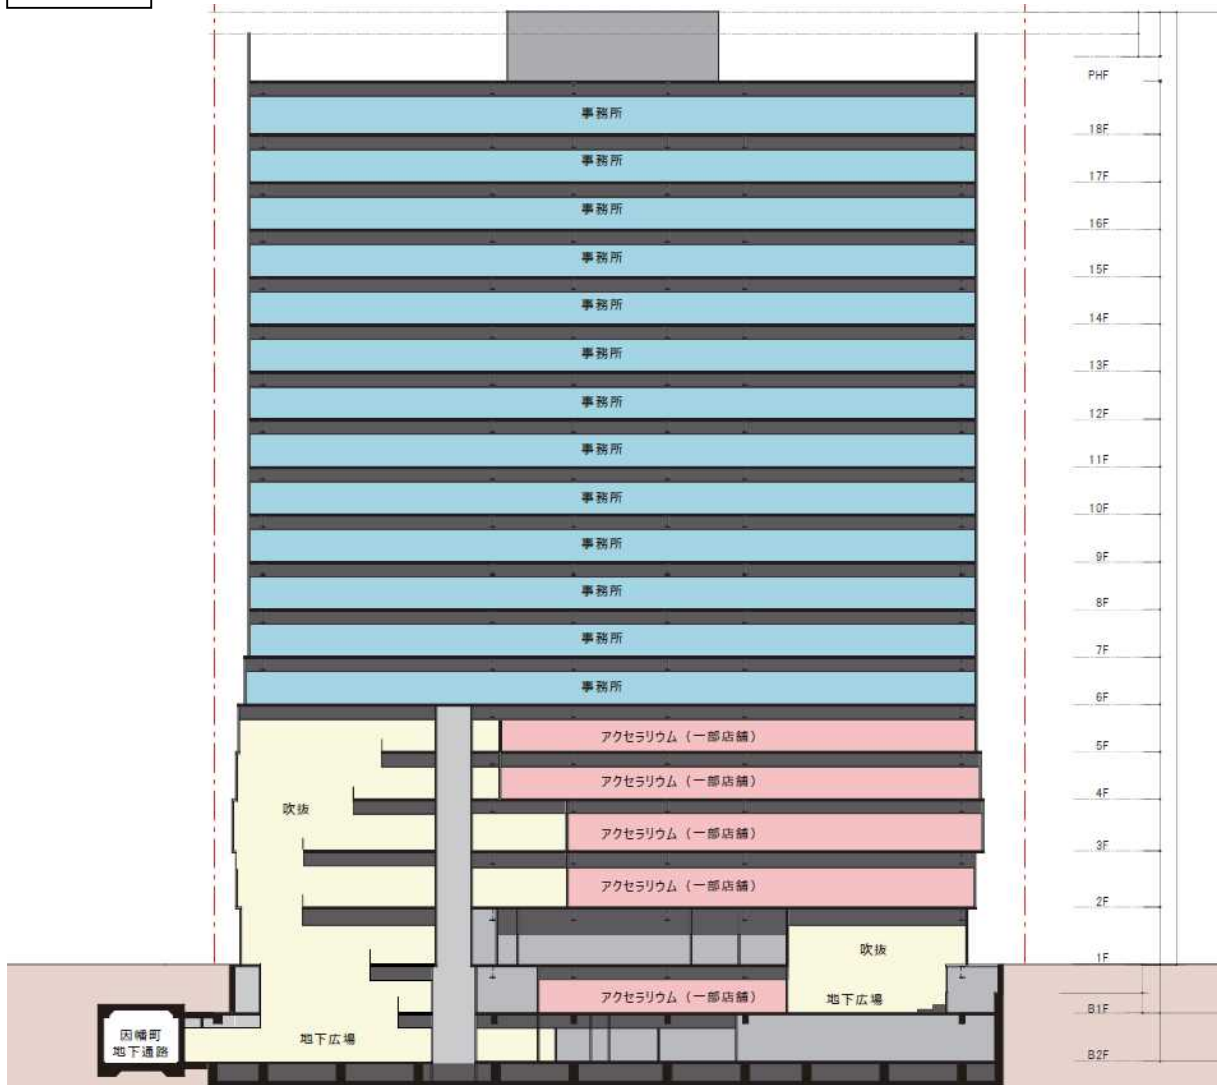 PHF
事務所
18F
事務所
17F
事務所
16F
事務所
15F
事務所
14F
事務所
13F
事務所
12F
事務所
11F
事務所
10F
事務所
9F
事務所
8F
事務所
7F
事務所
6F
アクセラリウム（一部店舗）
5F
アクセラリウム（一部店舗）
4F
吹抜
アクセラリウム（一部店舗）
3F
アクセラリウム（一部店舗）
2F
吹抜
1F
アクセラリウム（一部店舗）
地下広場
B1F
因幡町
地下通路
地下広場
B2F